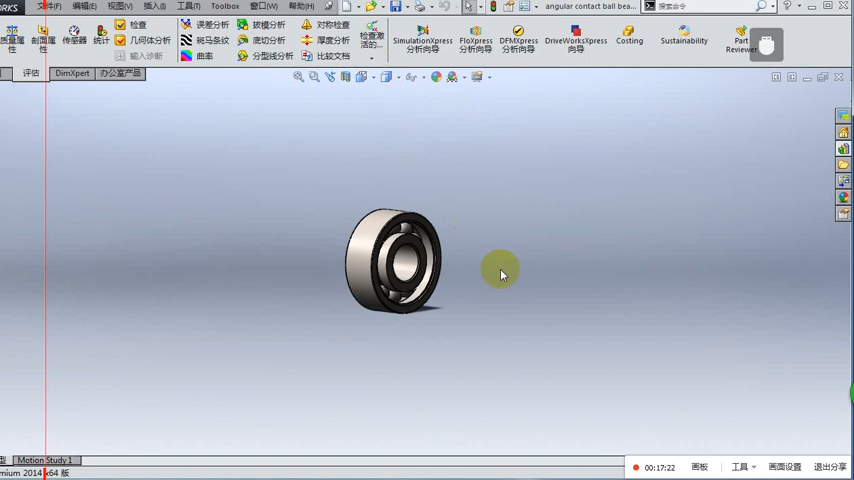 ORKS 文件(F) 编辑(E) 视图(V) 插入(I) 工具(T) Toolbox 窗口(W) 帮助(H) angular contact ball bea... 搜索命令
质量属性 剖面属性 传感器 统计
检查
几何体分析
输入诊断
误差分析
斑马条纹
曲率
拔模分析
底切分析
分型线分析
对称检查
厚度分析
比较文档
检查激活的...
SimulationXpress 分析向导
FloXpress 分析向导
DFMXpress 分析向导
DriveWorksXpress 向导
Costing
Sustainability
Part Reviewer
评估 DimXpert 办公室产品
型 Motion Study 1
mium 2014 x64 版
00:17:22 画板 工具 画面设置 退出分享